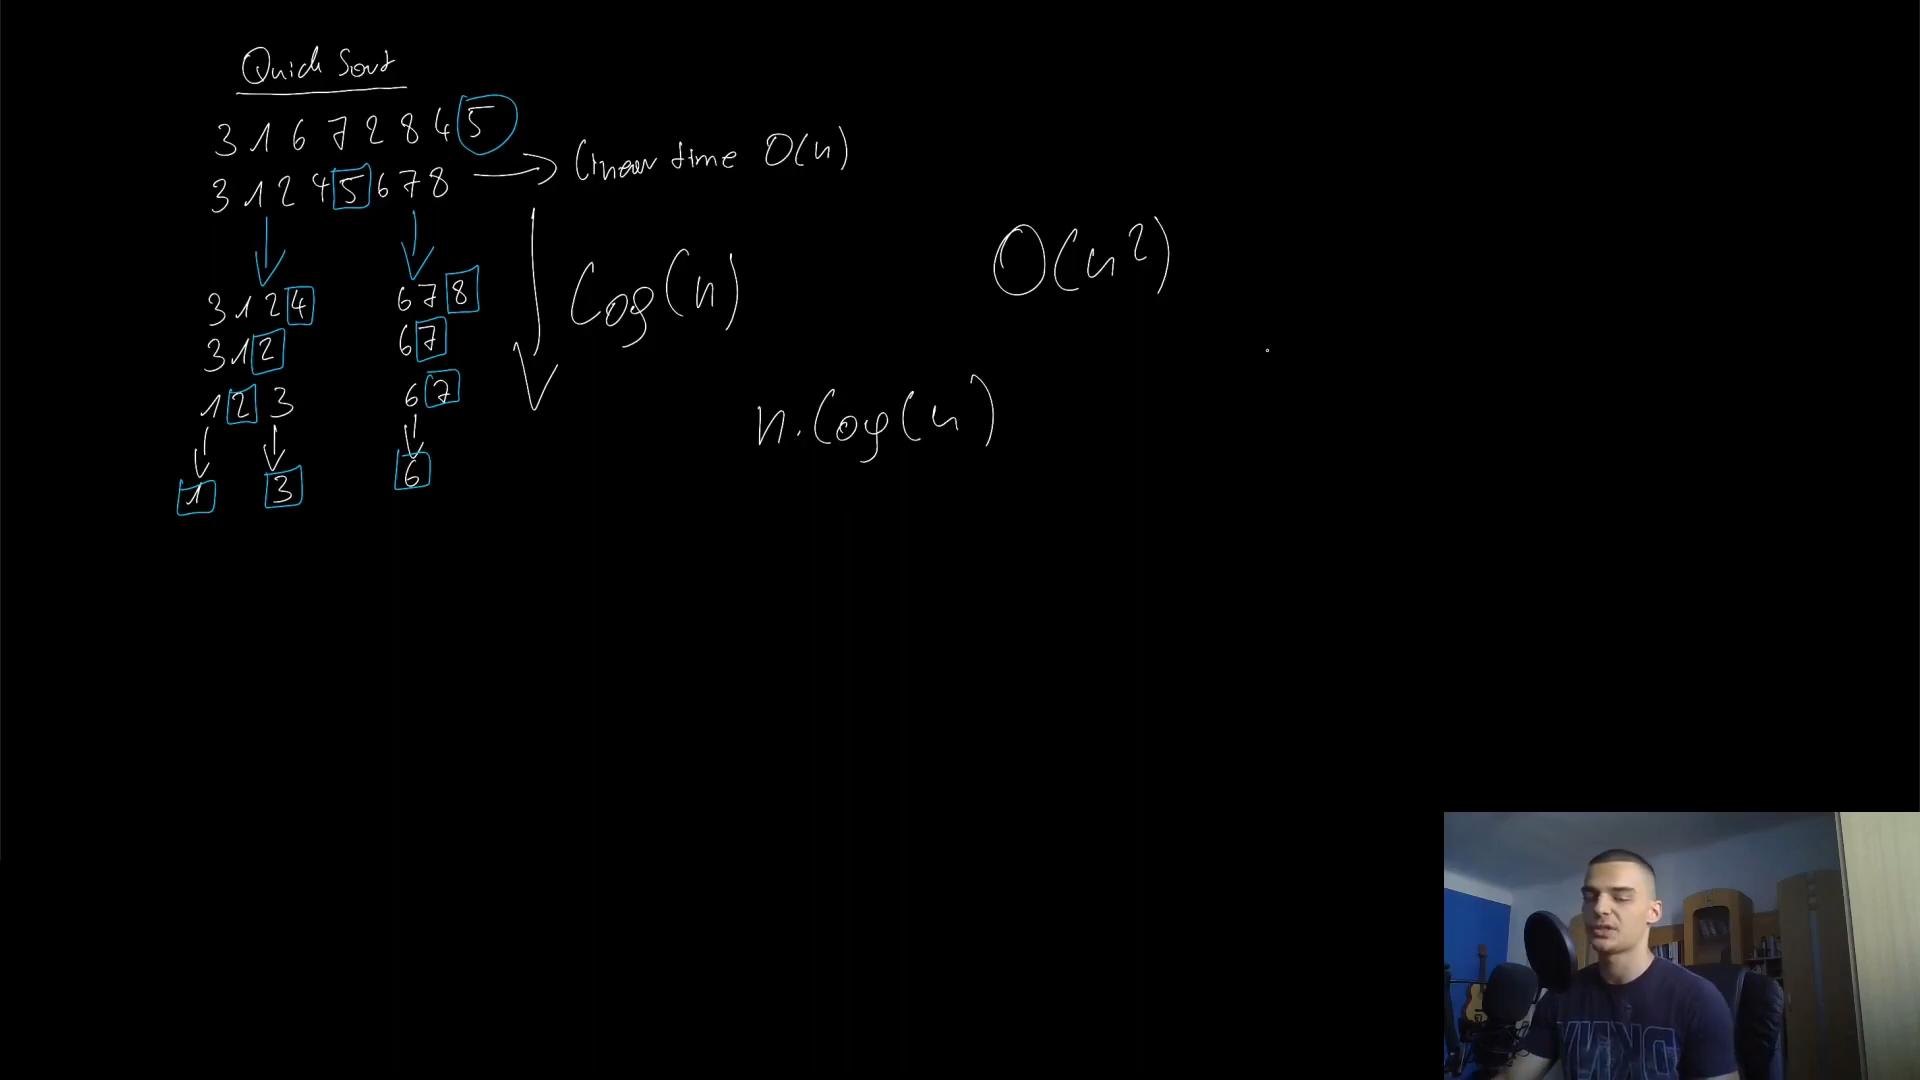 Quick Sort
3 1 6 7 2 8 4 5
3 1 2 4 5 6 7 8
Linear time O(n)
3 1 2 4
6 7 8
3 1 2
6 7
1 2 3
6 7
1
3
6
Log(n)
O(n²)
n.Log(n)
DKNY